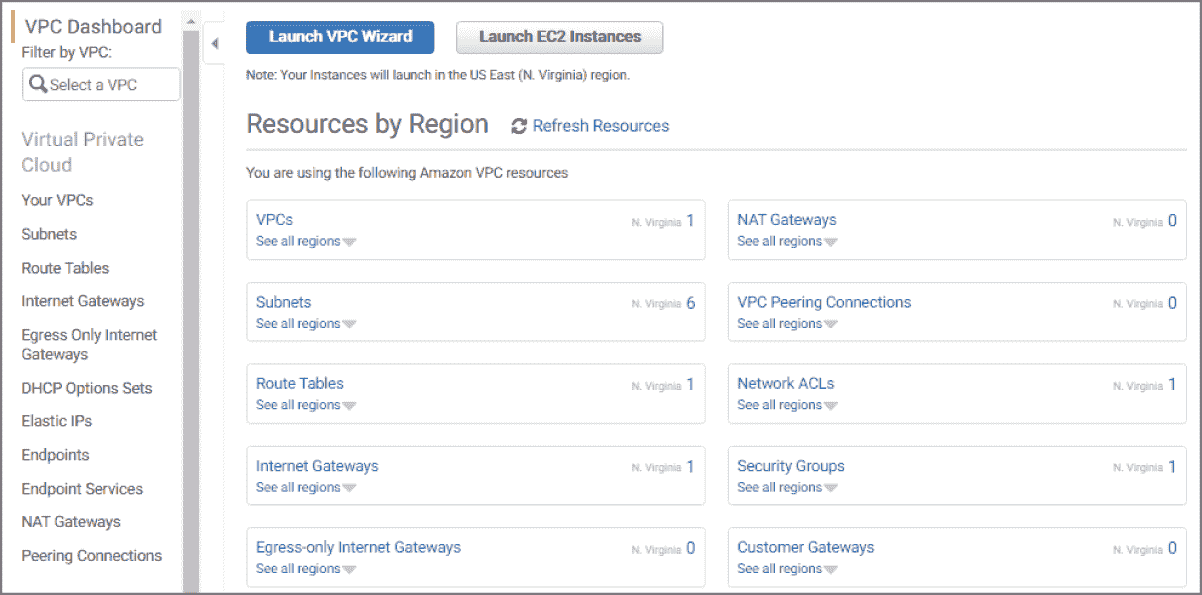 VPC Dashboard
Filter by VPC:
Select a VPC
Virtual Private
Cloud
Your VPCs
Subnets
Route Tables
Internet Gateways
Egress Only Internet
Gateways
DHCP Options Sets
Elastic IPs
Endpoints
Endpoint Services
NAT Gateways
Peering Connections
Launch VPC Wizard
Launch EC2 Instances
Note: Your Instances will launch in the US East (N. Virginia) region.
Resources by Region
Refresh Resources
You are using the following Amazon VPC resources
VPCs N. Virginia 1
See all regions
NAT Gateways N. Virginia 0
See all regions
Subnets N. Virginia 6
See all regions
VPC Peering Connections N. Virginia 0
See all regions
Route Tables N. Virginia 1
See all regions
Network ACLs N. Virginia 1
See all regions
Internet Gateways N. Virginia 1
See all regions
Security Groups N. Virginia 1
See all regions
Egress-only Internet Gateways N. Virginia 0
See all regions
Customer Gateways N. Virginia 0
See all regions